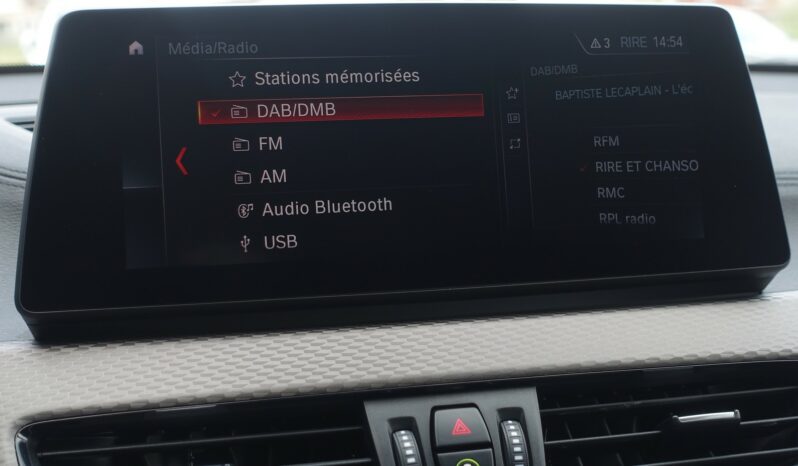 Média/Radio
3 RIRE 14:54
Stations mémorisées
DAB/DMB
FM
AM
Audio Bluetooth
USB
DAB/DMB
BAPTISTE LECAPLAIN - L'éc
RFM
RIRE ET CHANSO
RMC
RPL radio